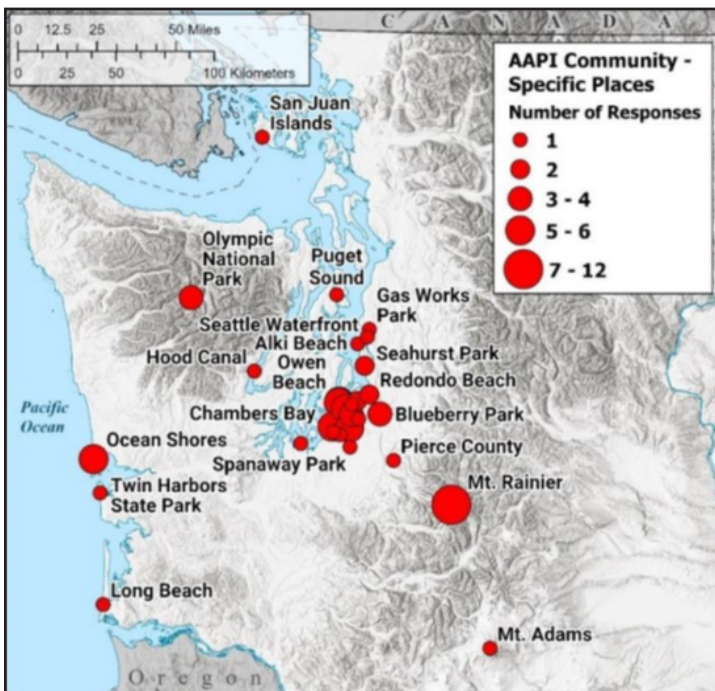 C A N A D A
0 12.5 25 50 Miles
0 25 50 100 Kilometers
AAPI Community -
Specific Places
Number of Responses
1
2
3 - 4
5 - 6
7 - 12
San Juan
Islands
Olympic
National
Park
Puget
Sound
Gas Works
Park
Seattle Waterfront
Alki Beach
Seahurst Park
Hood Canal
Owen
Beach
Redondo Beach
Chambers Bay
Blueberry Park
Pacific
Ocean
Ocean Shores
Spanaway Park
Pierce County
Mt. Rainier
Twin Harbors
State Park
Long Beach
Mt. Adams
Oregon